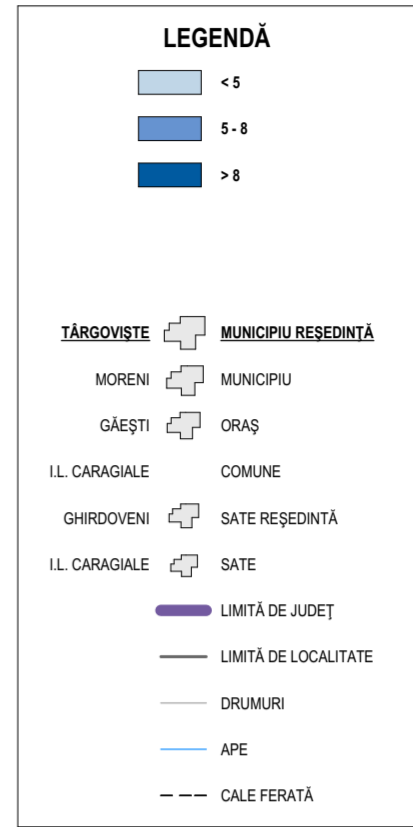 LEGENDĂ
< 5
5 - 8
> 8
TÂRGOVIŞTE MUNICIPIU REŞEDINŢĂ
MORENI MUNICIPIU
GĂEŞTI ORAŞ
I.L. CARAGIALE COMUNE
GHIRDOVENI SATE REŞEDINTĂ
I.L. CARAGIALE SATE
LIMITĂ DE JUDEŢ
LIMITĂ DE LOCALITATE
DRUMURI
APE
CALE FERATĂ